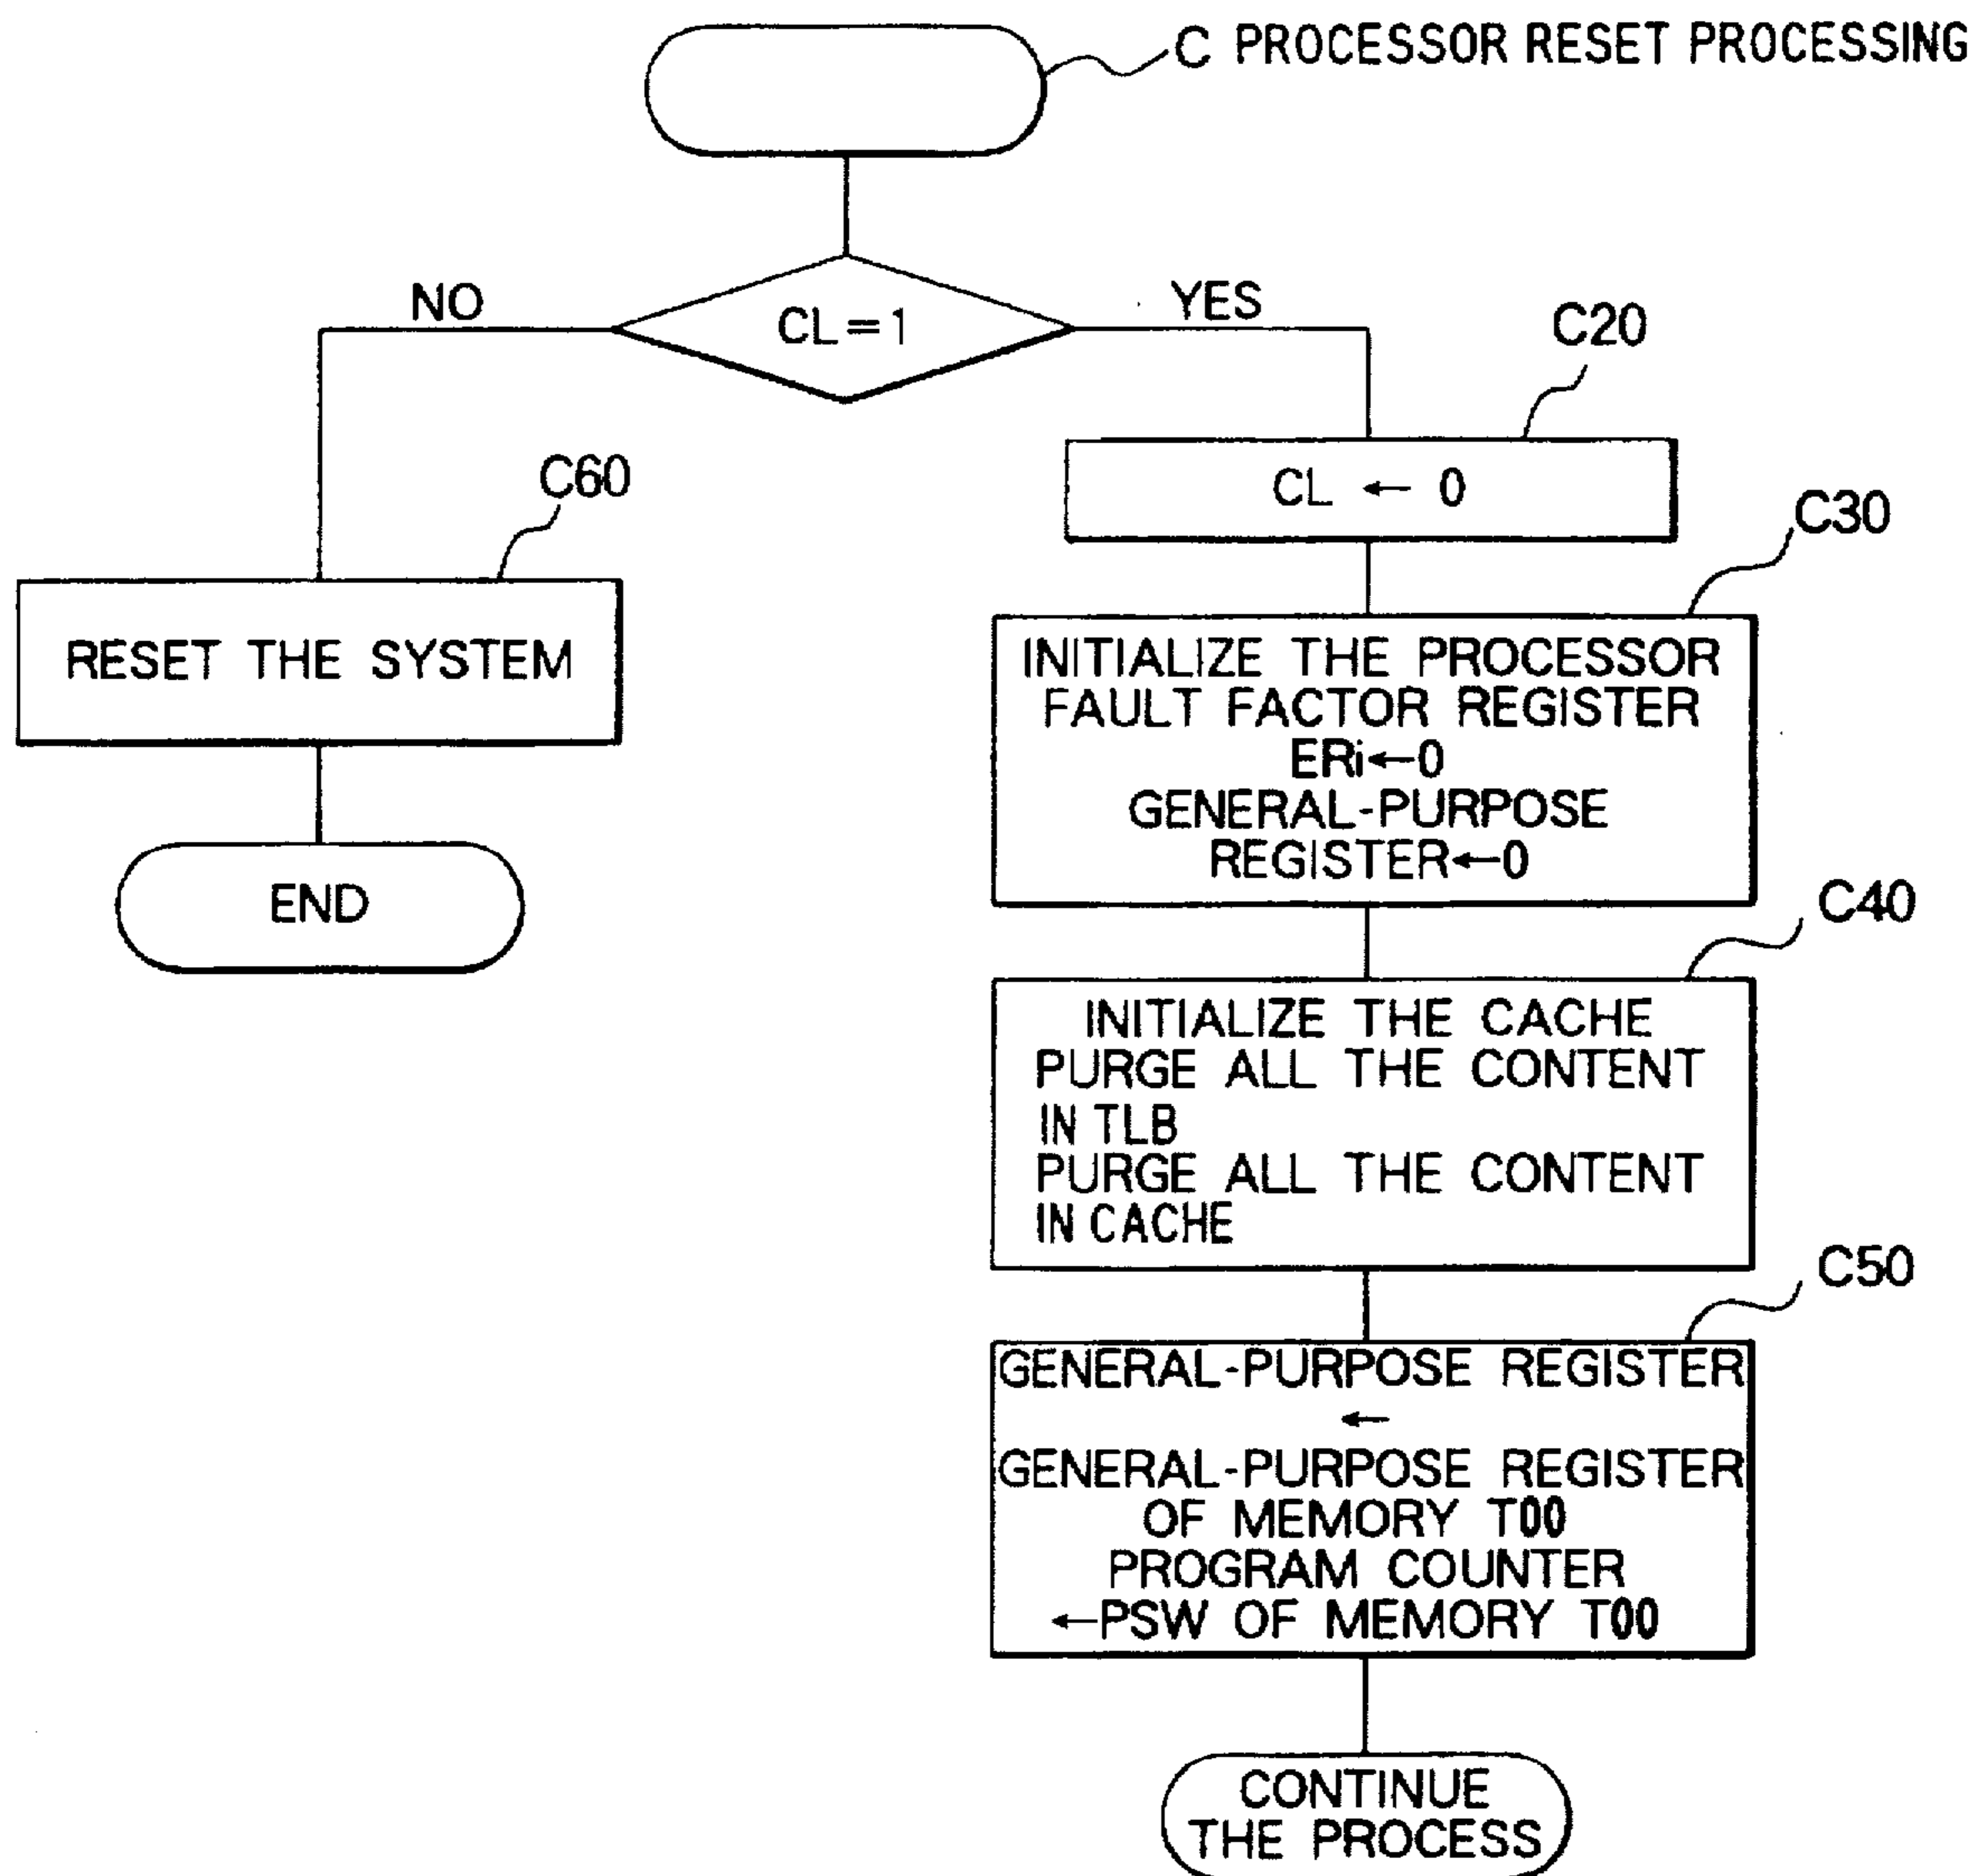 C PROCESSOR RESET PROCESSING
NO
CL=1
YES
C20
CL ← 0
C60
RESET THE SYSTEM
END
C30
INITIALIZE THE PROCESSOR
FAULT FACTOR REGISTER
ERi←0
GENERAL-PURPOSE
REGISTER←0
C40
INITIALIZE THE CACHE
PURGE ALL THE CONTENT
IN TLB
PURGE ALL THE CONTENT
IN CACHE
C50
GENERAL-PURPOSE REGISTER
←
GENERAL-PURPOSE REGISTER
OF MEMORY T00
PROGRAM COUNTER
←PSW OF MEMORY T00
CONTINUE
THE PROCESS